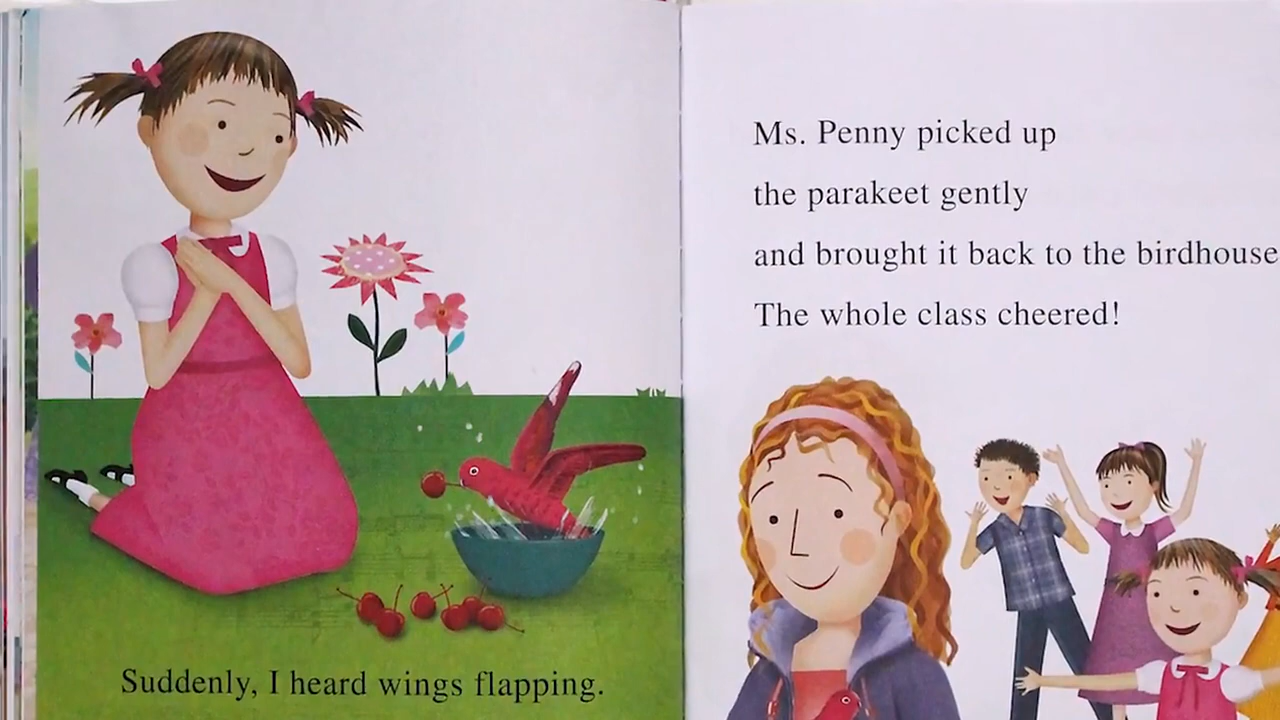 Suddenly, I heard wings flapping.
Ms. Penny picked up
the parakeet gently
and brought it back to the birdhouse
The whole class cheered!